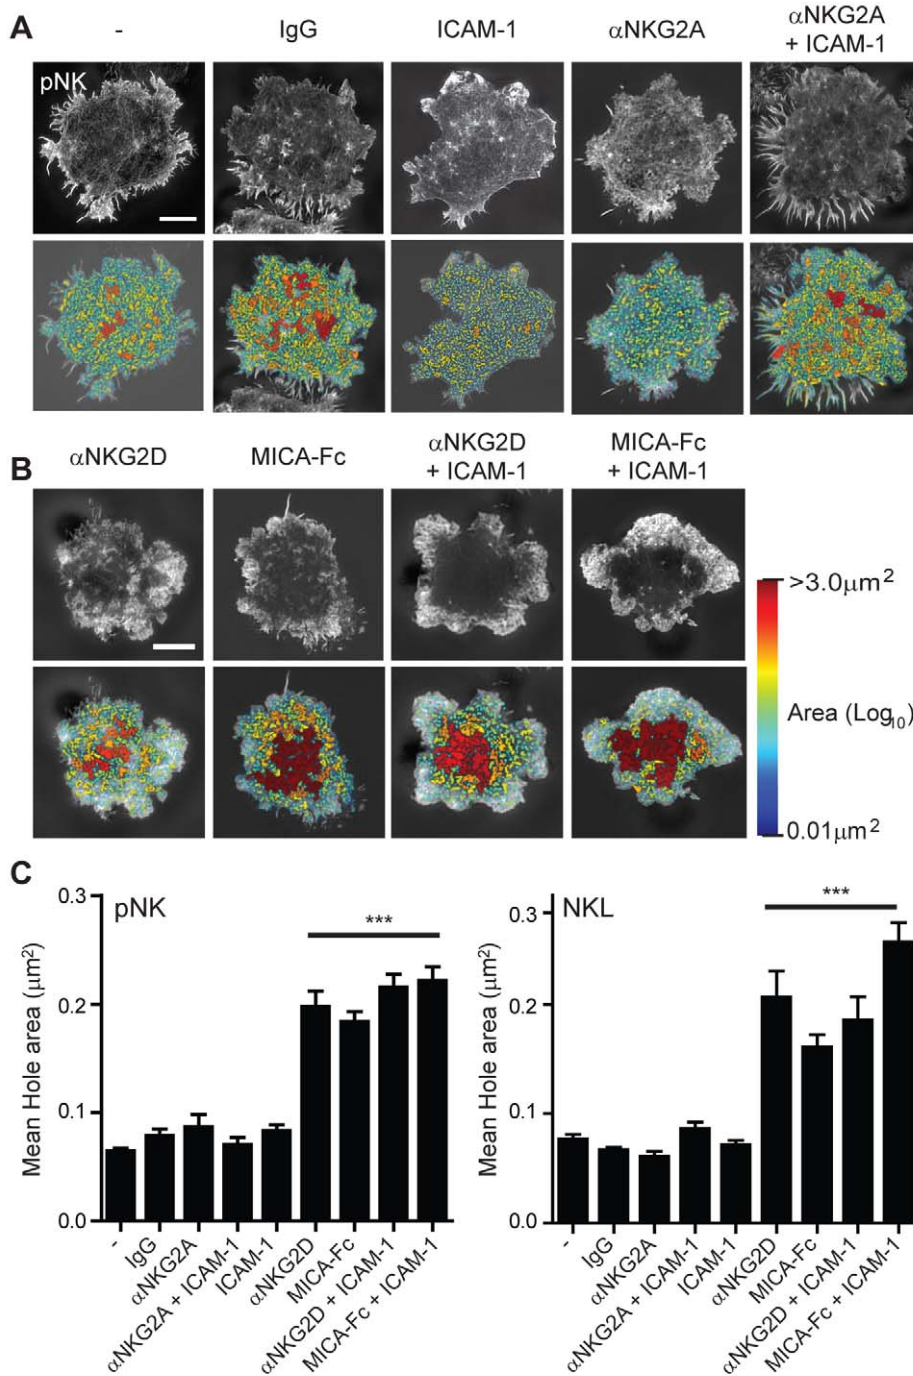 A
-
IgG
ICAM-1
αNKG2A
αNKG2A
+ ICAM-1
pNK
B
αNKG2D
MICA-Fc
αNKG2D
+ ICAM-1
MICA-Fc
+ ICAM-1
>3.0μm²
Area (Log₁₀)
0.01μm²
C
pNK
***
Mean Hole area (μm²)
0.3
0.2
0.1
0.0
-
IgG
αNKG2A
αNKG2A + ICAM-1
ICAM-1
αNKG2D
MICA-Fc
αNKG2D + ICAM-1
MICA-Fc + ICAM-1
NKL
***
Mean Hole area (μm²)
0.3
0.2
0.1
0.0
-
IgG
αNKG2A
αNKG2A + ICAM-1
ICAM-1
αNKG2D
MICA-Fc
αNKG2D + ICAM-1
MICA-Fc + ICAM-1